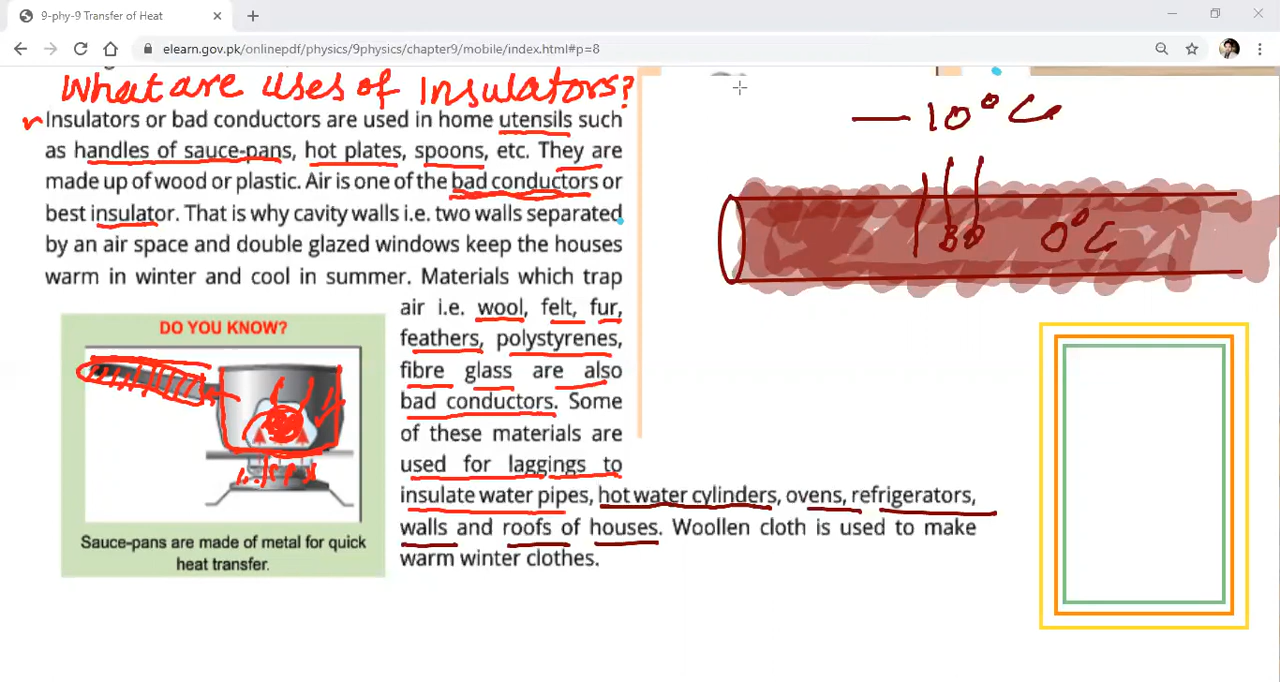 9-phy-9 Transfer of Heat
elearn.gov.pk/onlinepdf/physics/9physics/chapter9/mobile/index.html#p=8
What are Uses of Insulators?
Insulators or bad conductors are used in home utensils such
as handles of sauce-pans, hot plates, spoons, etc. They are
made up of wood or plastic. Air is one of the bad conductors or
best insulator. That is why cavity walls i.e. two walls separated
by an air space and double glazed windows keep the houses
warm in winter and cool in summer. Materials which trap
air i.e. wool, felt, fur,
feathers, polystyrenes,
fibre glass are also
bad conductors. Some
of these materials are
used for laggings to
insulate water pipes, hot water cylinders, ovens, refrigerators,
walls and roofs of houses. Woollen cloth is used to make
warm winter clothes.
DO YOU KNOW?
Sauce-pans are made of metal for quick
heat transfer.
—10°C
0°C